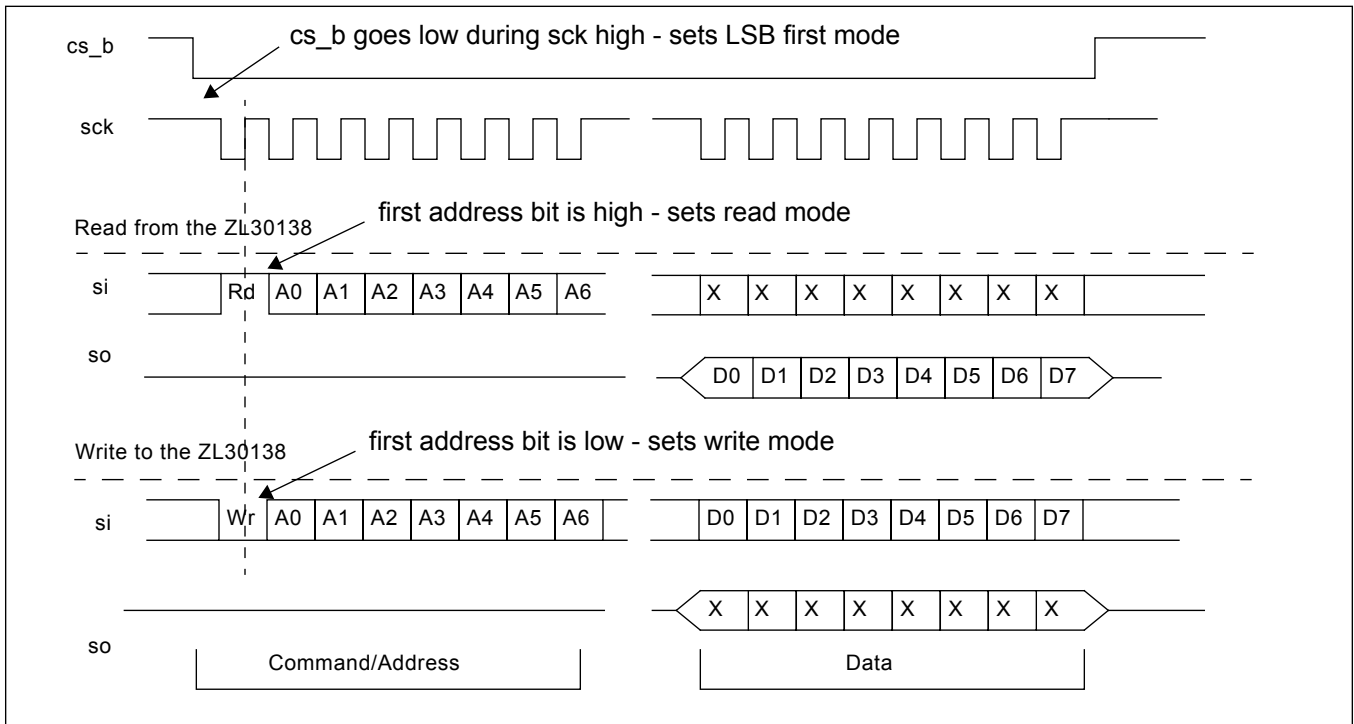 cs_b goes low during sck high - sets LSB first mode
cs_b
sck
first address bit is high - sets read mode
Read from the ZL30138
si Rd A0 A1 A2 A3 A4 A5 A6 X X X X X X X X
so D0 D1 D2 D3 D4 D5 D6 D7
first address bit is low - sets write mode
Write to the ZL30138
si Wr A0 A1 A2 A3 A4 A5 A6 D0 D1 D2 D3 D4 D5 D6 D7
X X X X X X X X
so
Command/Address Data